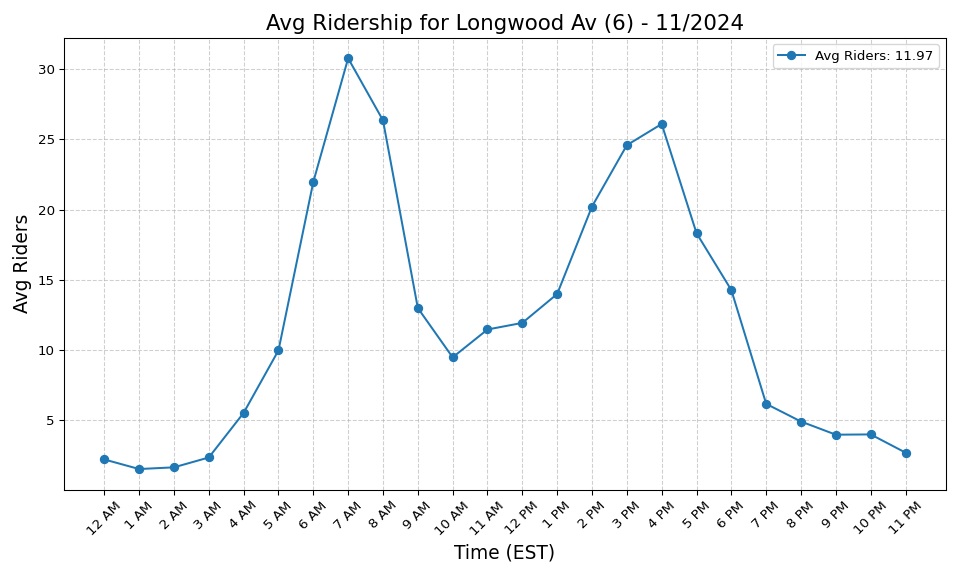 Avg Ridership for Longwood Av (6) - 11/2024
Avg Riders: 11.97
Avg Riders
30
25
20
15
10
5
12 AM
1 AM
2 AM
3 AM
4 AM
5 AM
6 AM
7 AM
8 AM
9 AM
10 AM
11 AM
12 PM
1 PM
2 PM
3 PM
4 PM
5 PM
6 PM
7 PM
8 PM
9 PM
10 PM
11 PM
Time (EST)